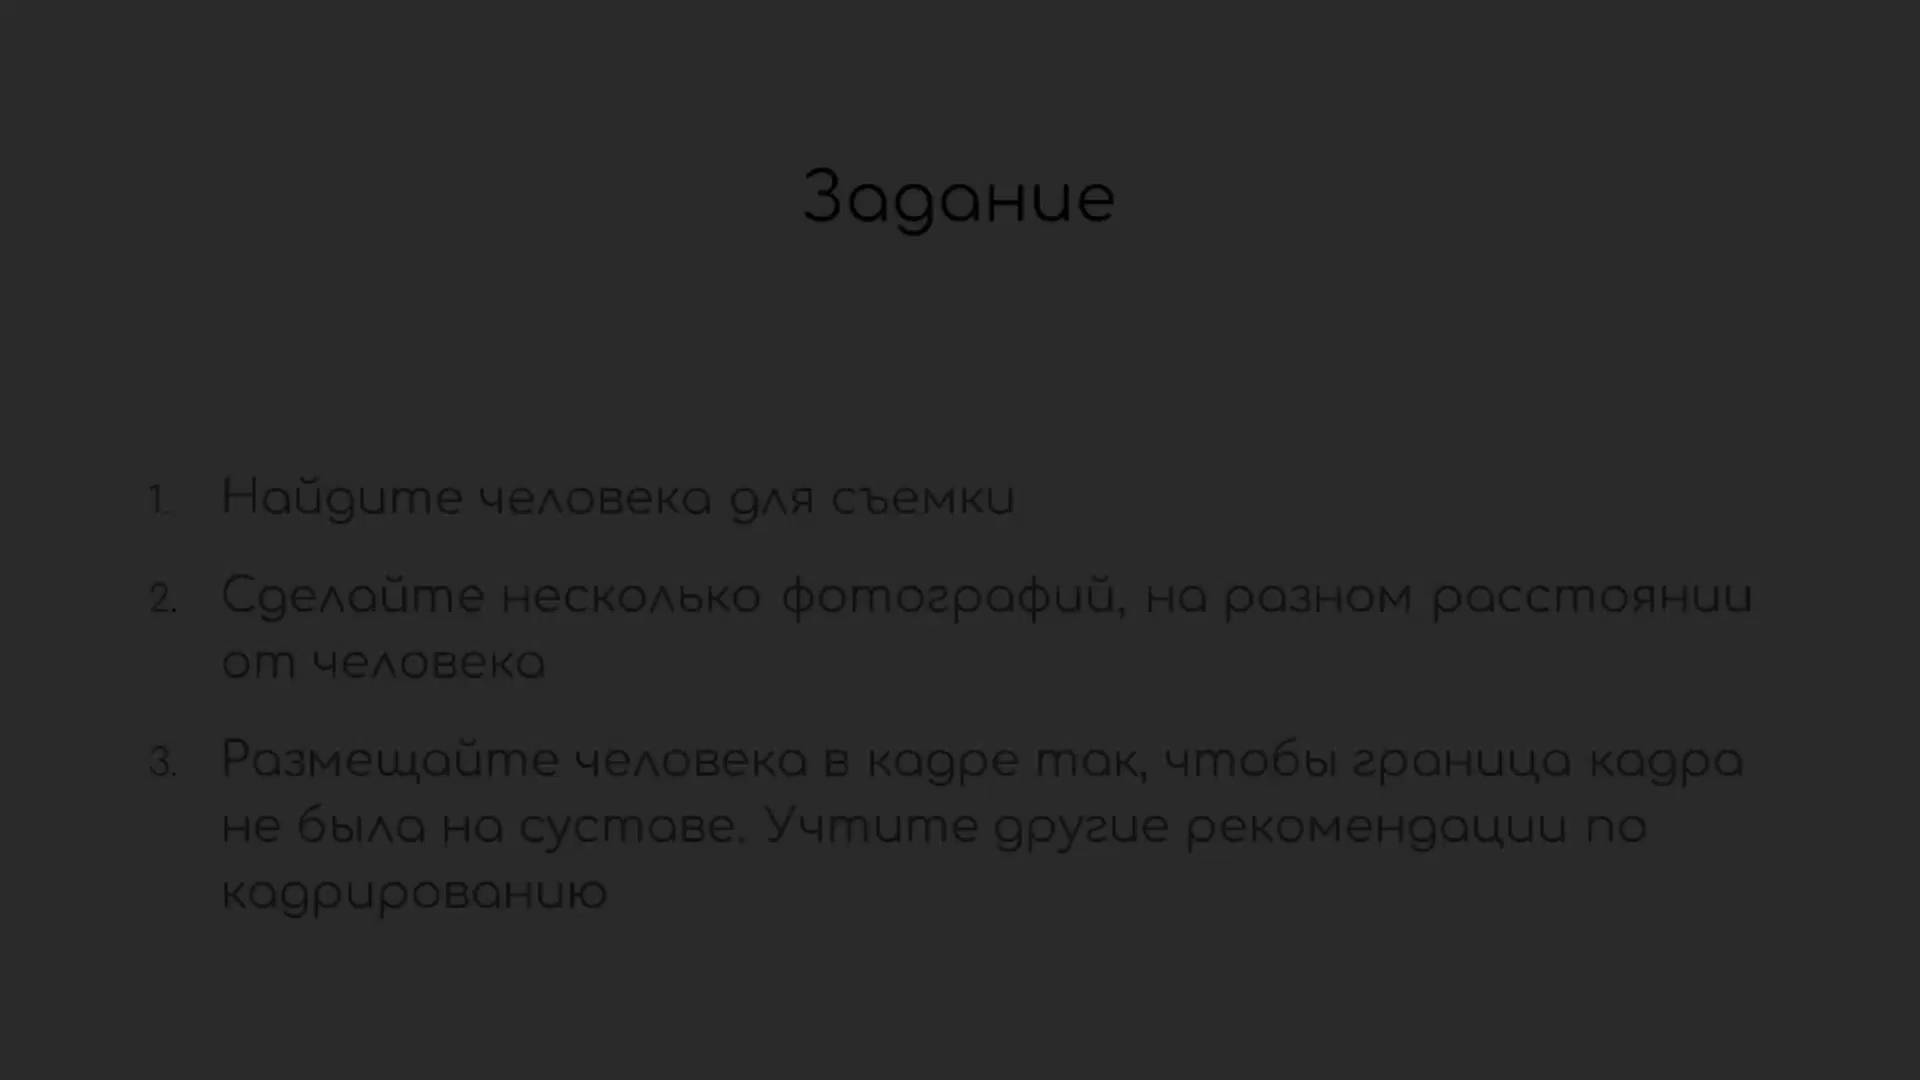 Задание
1. Найдите человека для съемки
2. Сделайте несколько фотографий, на разном расстоянии
от человека
3. Размещайте человека в кадре так, чтобы граница кадра
не была на суставе. Учтите другие рекомендации по
кадрированию